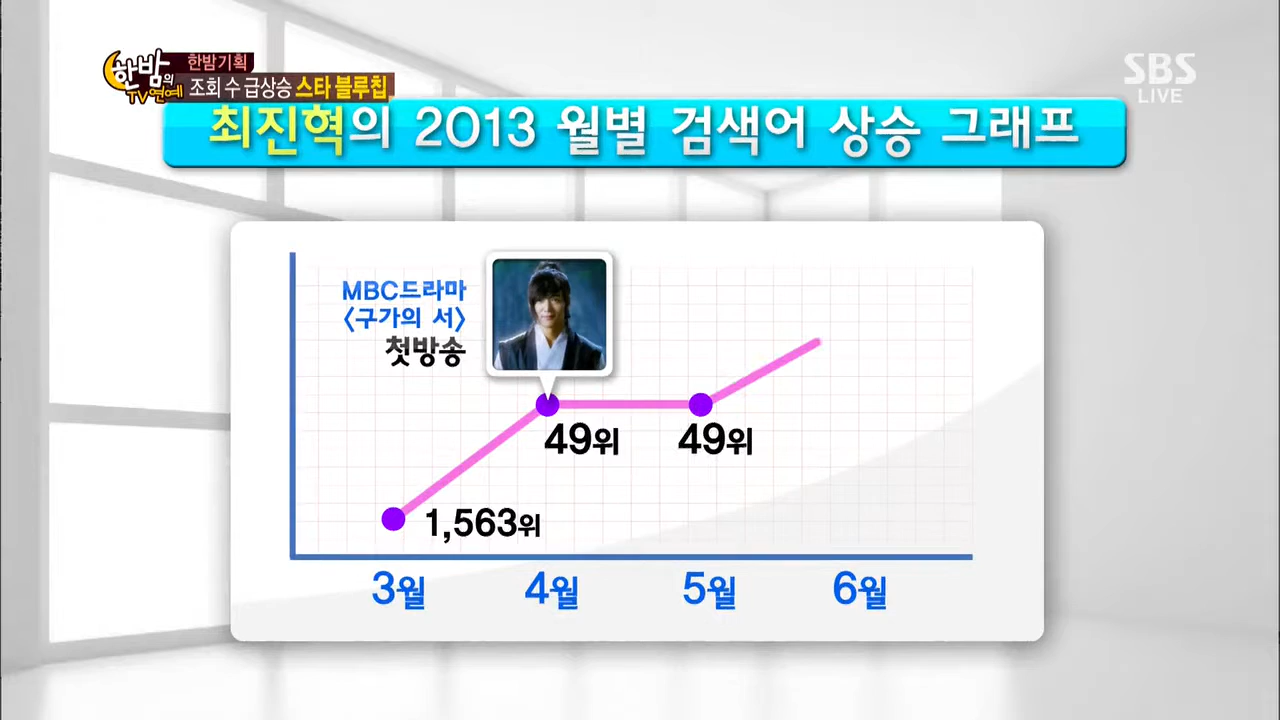 한밤의
TV연예
한밤기획
조회 수 급상승 스타 블루칩
SBS
LIVE
최진혁의 2013 월별 검색어 상승 그래프
MBC드라마
〈구가의 서〉
첫방송
49위
49위
1,563위
3월
4월
5월
6월